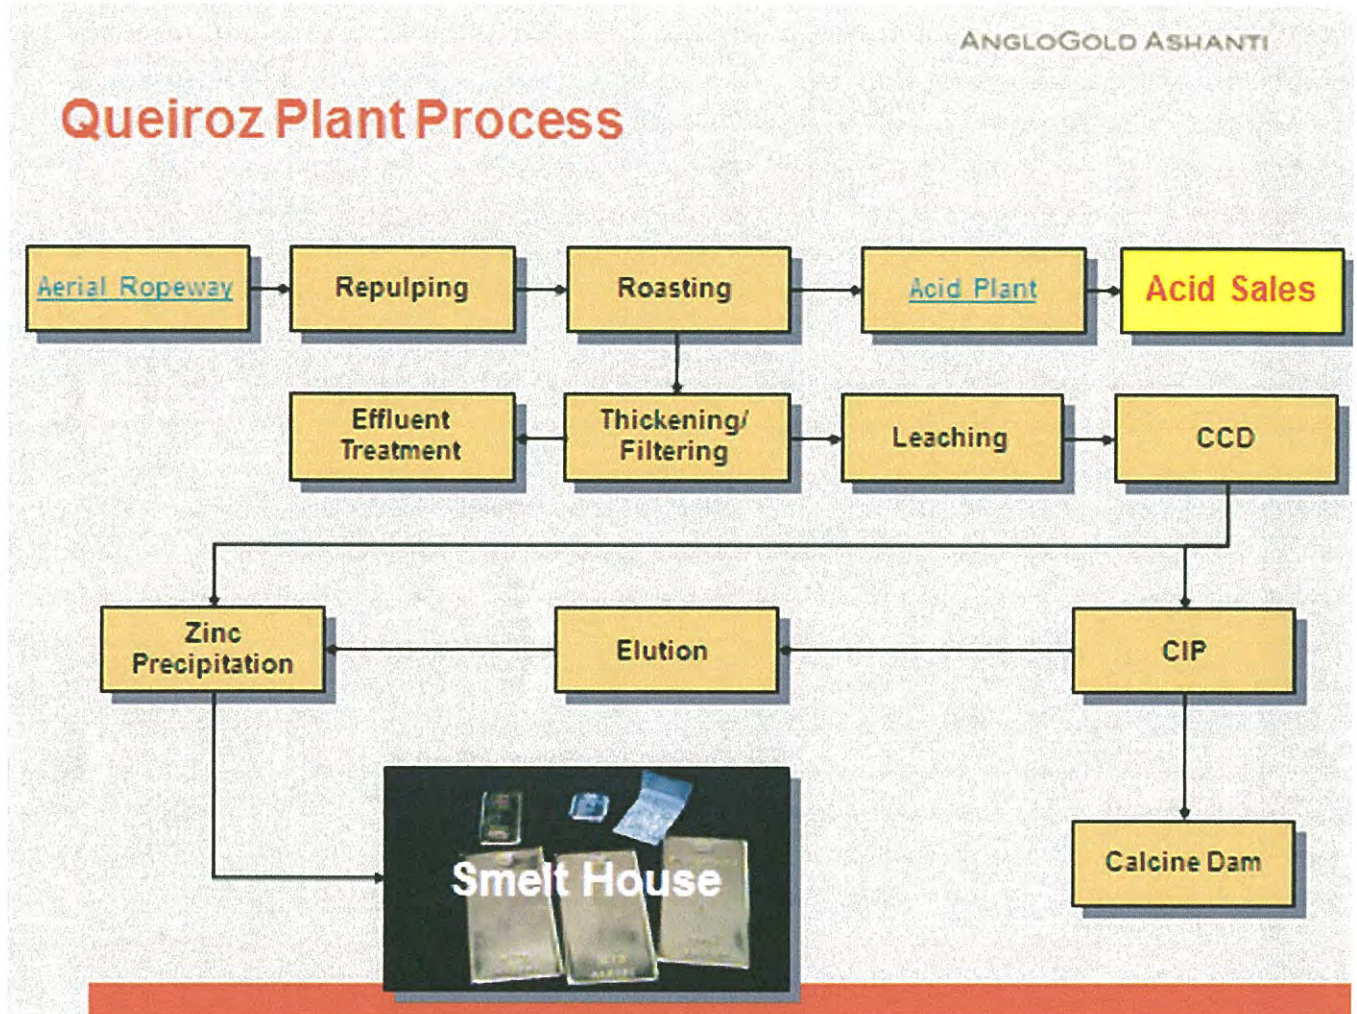 ANGLOGOLD ASHANTI
Queiroz Plant Process
Aerial Ropeway
Repulping
Roasting
Acid Plant
Acid Sales
Effluent
Treatment
Thickening/
Filtering
Leaching
CCD
Zinc
Precipitation
Elution
CIP
Smelt House
Calcine Dam